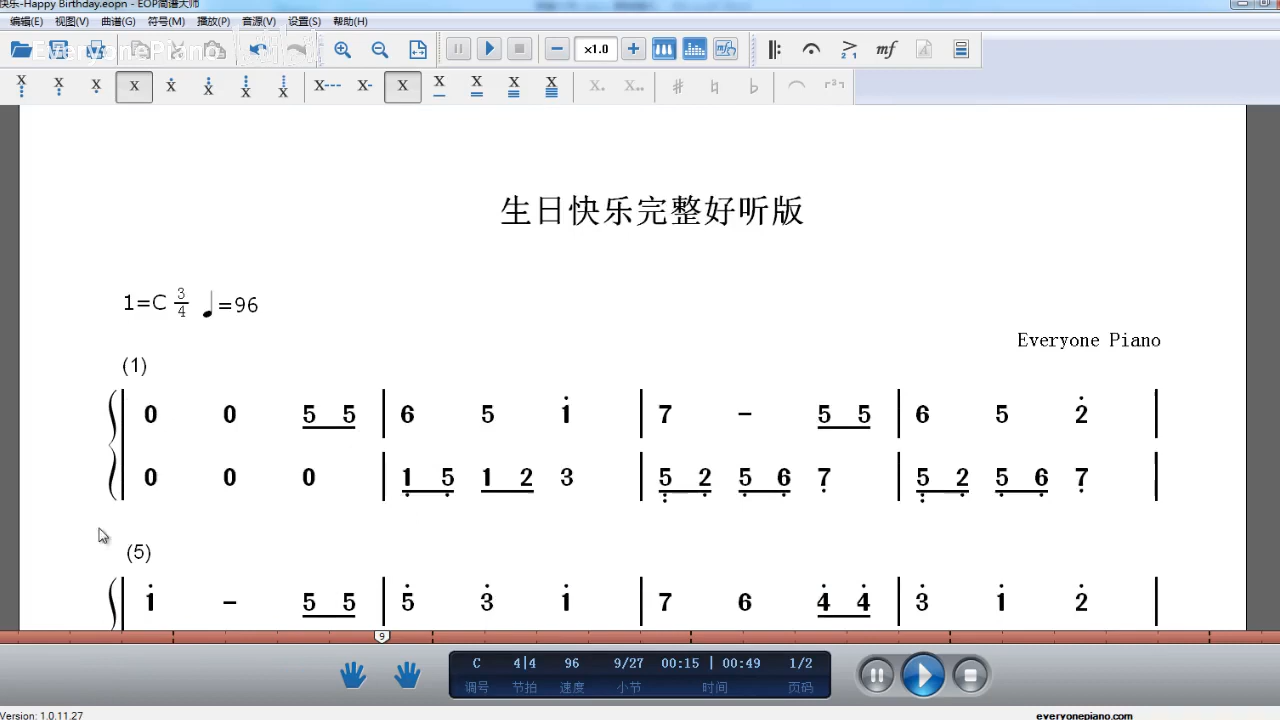 快乐-Happy Birthday.eopn - EOP简谱大师
编辑(E) 视图(V) 曲谱(G) 符号(M) 播放(P) 音源(V) 设置(S) 帮助(H)
EveryonePiano
x1.0 mf
X X X X X X X X X--- X- X X X X X X. X..
生日快乐完整好听版
1=C 3/4 ♩=96
Everyone Piano
(1)
0 0 5 5 | 6 5 1 | 7 - 5 5 | 6 5 2 |
0 0 0 | 1 5 1 2 3 | 5 2 5 6 7 | 5 2 5 6 7 |
(5)
1 - 5 5 | 5 3 1 | 7 6 4 4 | 3 1 2 |
9
C 4|4 96 9/27 00:15 | 00:49 1/2
调号 节拍 速度 小节 时间 页码
Version: 1.0.11.27
everyonepiano.com